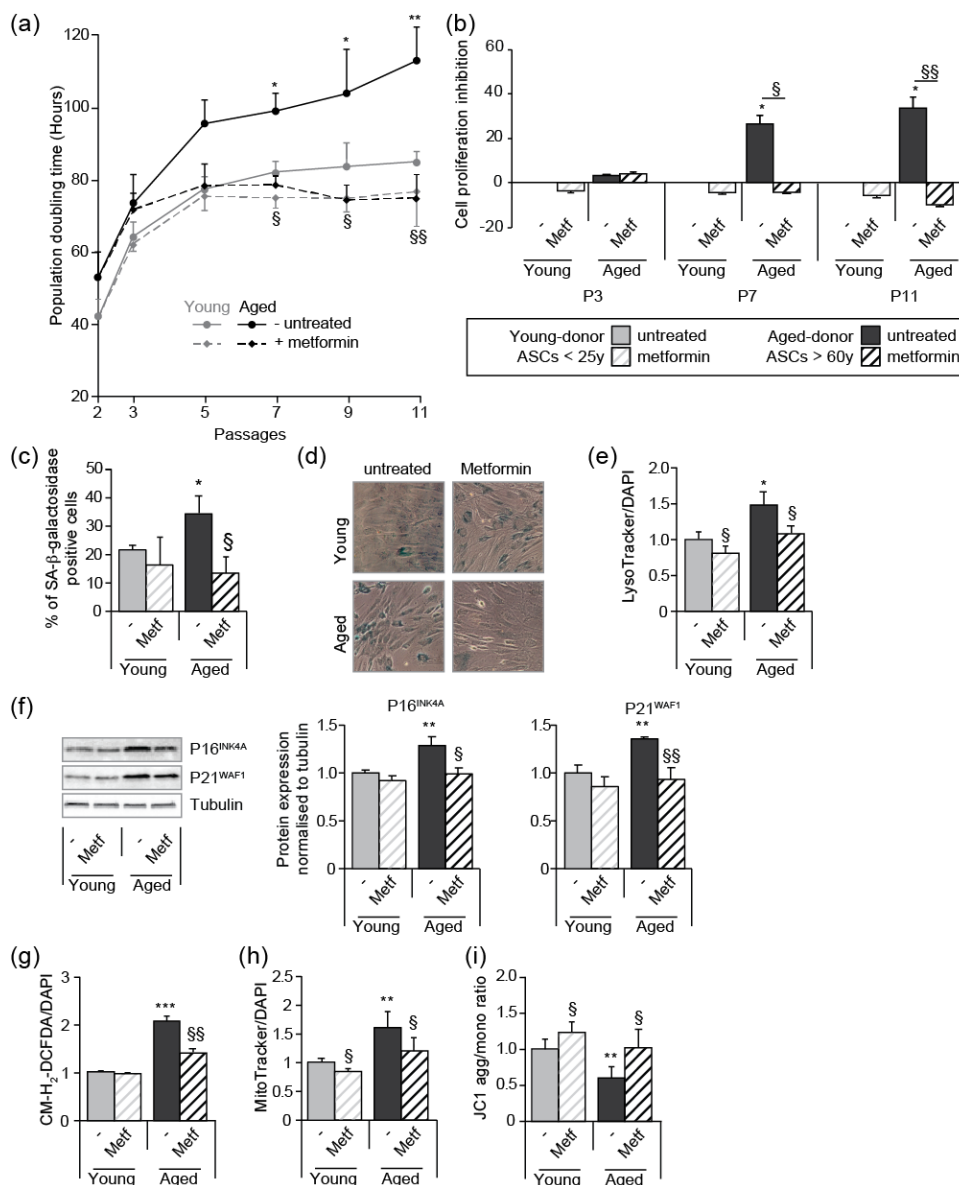 (a)
Population doubling time (Hours)
120
100
80
60
40
20
* * **
§ § §§
Young Aged
- untreated
+ metformin
2 3 5 7 9 11
Passages
(b)
Cell proliferation inhibition
60
40
20
0
-20
* § * §§
- Metf - Metf - Metf - Metf - Metf - Metf
Young Aged Young Aged Young Aged
P3 P7 P11
Young-donor untreated Aged-donor untreated
ASCs < 25y metformin ASCs > 60y metformin
(c)
% of SA-β-galactosidase
positive cells
50
40
30
20
10
0
* §
- Metf - Metf
Young Aged
(d)
untreated Metformin
Young
Aged
(e)
LysoTracker/DAPI
2.0
1.5
1.0
0.5
0
§ * §
- Metf - Metf
Young Aged
(f)
P16INK4A
P21WAF1
Tubulin
- Metf - Metf
Young Aged
P16INK4A
Protein expression
normalised to tubulin
1.5
1.0
0
** §
- Metf - Metf
Young Aged
P21WAF1
1.5
1.0
0
** §§
- Metf - Metf
Young Aged
(g)
CM-H2-DCFDA/DAPI
3
2
1
0
*** §§
- Metf - Metf
Young Aged
(h)
MitoTracker/DAPI
2.5
2
1.5
1
0.5
0
§ ** §
- Metf - Metf
Young Aged
(i)
JC1 agg/mono ratio
2.0
1.5
1.0
0.5
0
§ ** §
- Metf - Metf
Young Aged